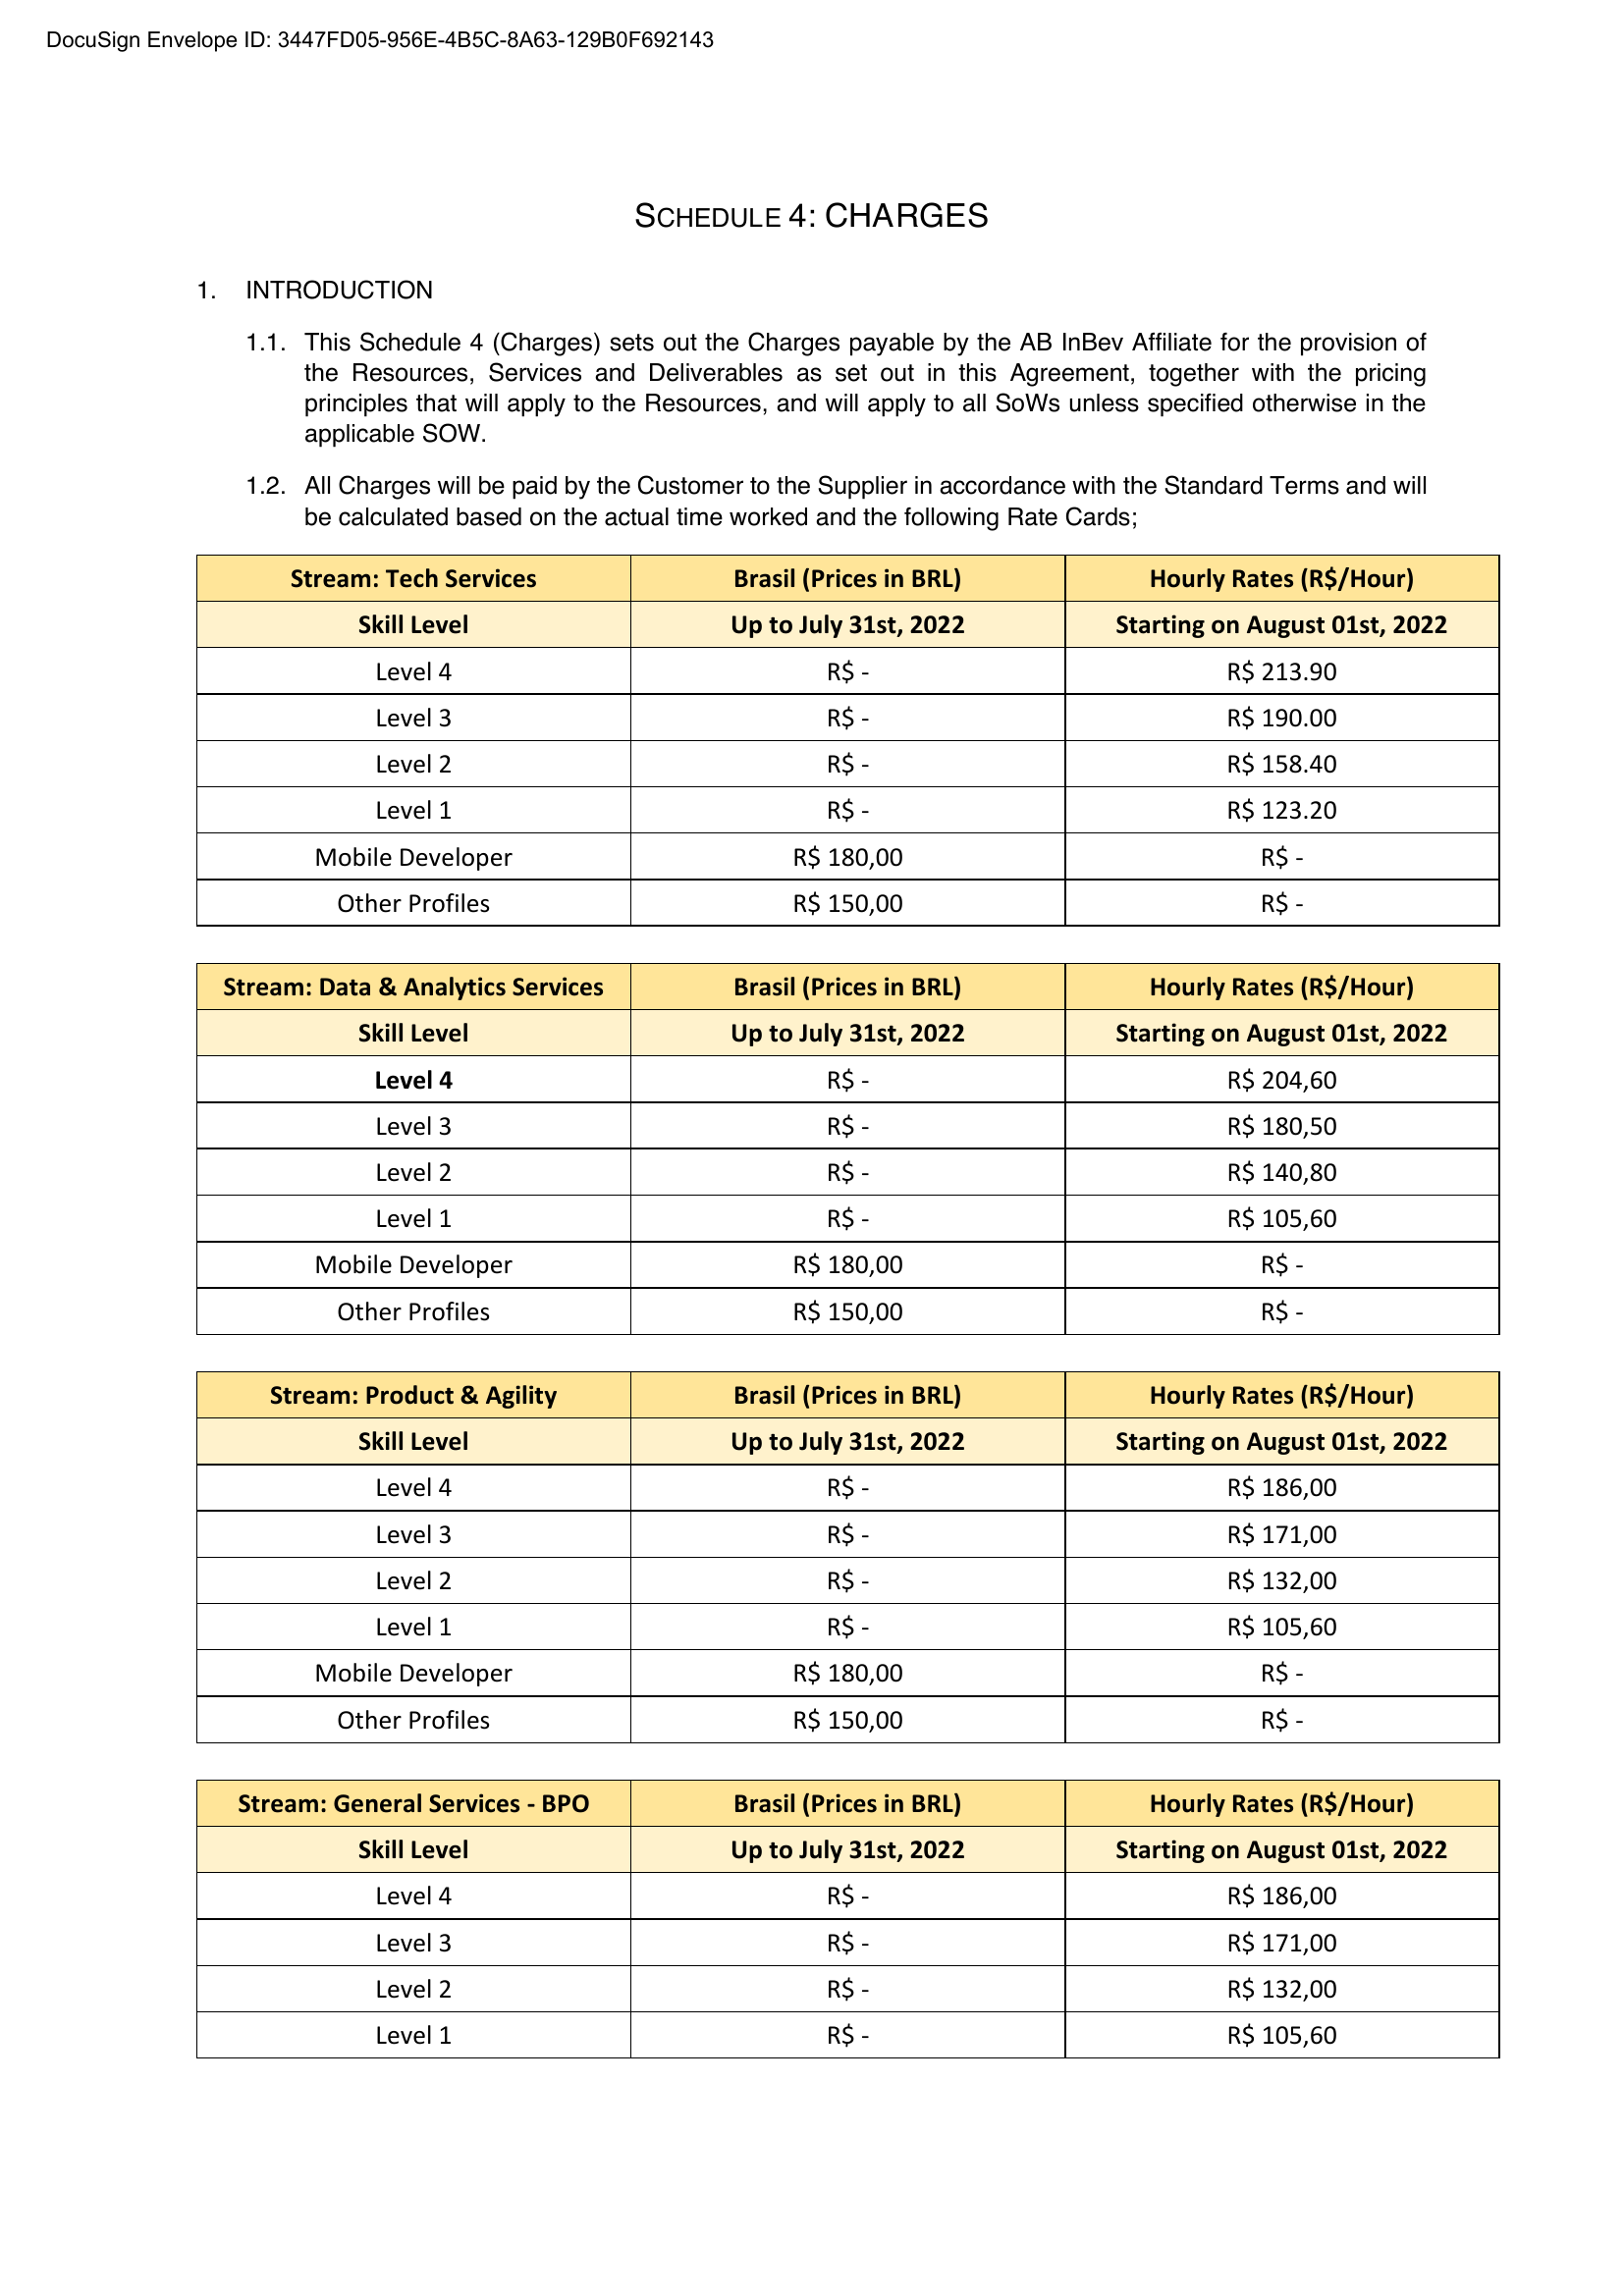 DocuSign Envelope ID: 3447FD05-956E-4B5C-8A63-129B0F692143
SCHEDULE 4: CHARGES
1. INTRODUCTION
1.1. This Schedule 4 (Charges) sets out the Charges payable by the AB InBev Affiliate for the provision of
the Resources, Services and Deliverables as set out in this Agreement, together with the pricing
principles that will apply to the Resources, and will apply to all SoWs unless specified otherwise in the
applicable SOW.
1.2. All Charges will be paid by the Customer to the Supplier in accordance with the Standard Terms and will
be calculated based on the actual time worked and the following Rate Cards;
Stream: Tech Services Brasil (Prices in BRL) Hourly Rates (R$/Hour)
Skill Level Up to July 31st, 2022 Starting on August 01st, 2022
Level 4 R$ - R$ 213.90
Level 3 R$ - R$ 190.00
Level 2 R$ - R$ 158.40
Level 1 R$ - R$ 123.20
Mobile Developer R$ 180,00 R$ -
Other Profiles R$ 150,00 R$ -
Stream: Data & Analytics Services Brasil (Prices in BRL) Hourly Rates (R$/Hour)
Skill Level Up to July 31st, 2022 Starting on August 01st, 2022
Level 4 R$ - R$ 204,60
Level 3 R$ - R$ 180,50
Level 2 R$ - R$ 140,80
Level 1 R$ - R$ 105,60
Mobile Developer R$ 180,00 R$ -
Other Profiles R$ 150,00 R$ -
Stream: Product & Agility Brasil (Prices in BRL) Hourly Rates (R$/Hour)
Skill Level Up to July 31st, 2022 Starting on August 01st, 2022
Level 4 R$ - R$ 186,00
Level 3 R$ - R$ 171,00
Level 2 R$ - R$ 132,00
Level 1 R$ - R$ 105,60
Mobile Developer R$ 180,00 R$ -
Other Profiles R$ 150,00 R$ -
Stream: General Services - BPO Brasil (Prices in BRL) Hourly Rates (R$/Hour)
Skill Level Up to July 31st, 2022 Starting on August 01st, 2022
Level 4 R$ - R$ 186,00
Level 3 R$ - R$ 171,00
Level 2 R$ - R$ 132,00
Level 1 R$ - R$ 105,60